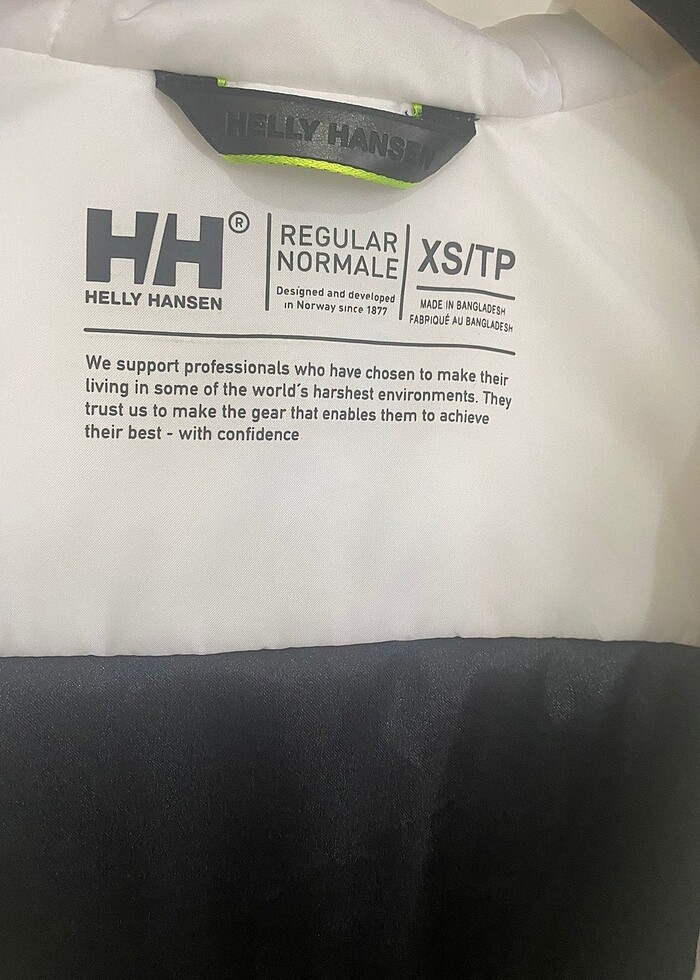 HELLY HANSEN
HH®
HELLY HANSEN
REGULAR
NORMALE
Designed and developed
in Norway since 1877
XS/TP
MADE IN BANGLADESH
FABRIQUÉ AU BANGLADESH
We support professionals who have chosen to make their
living in some of the world's harshest environments. They
trust us to make the gear that enables them to achieve
their best - with confidence